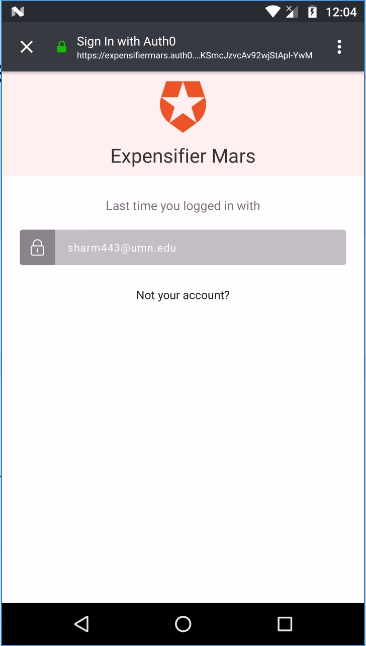 12:04
Sign In with Auth0
https://expensifiermars.auth0....KSmcJzvcAv92wjStApl-YwM
Expensifier Mars
Last time you logged in with
sharm443@umn.edu
Not your account?